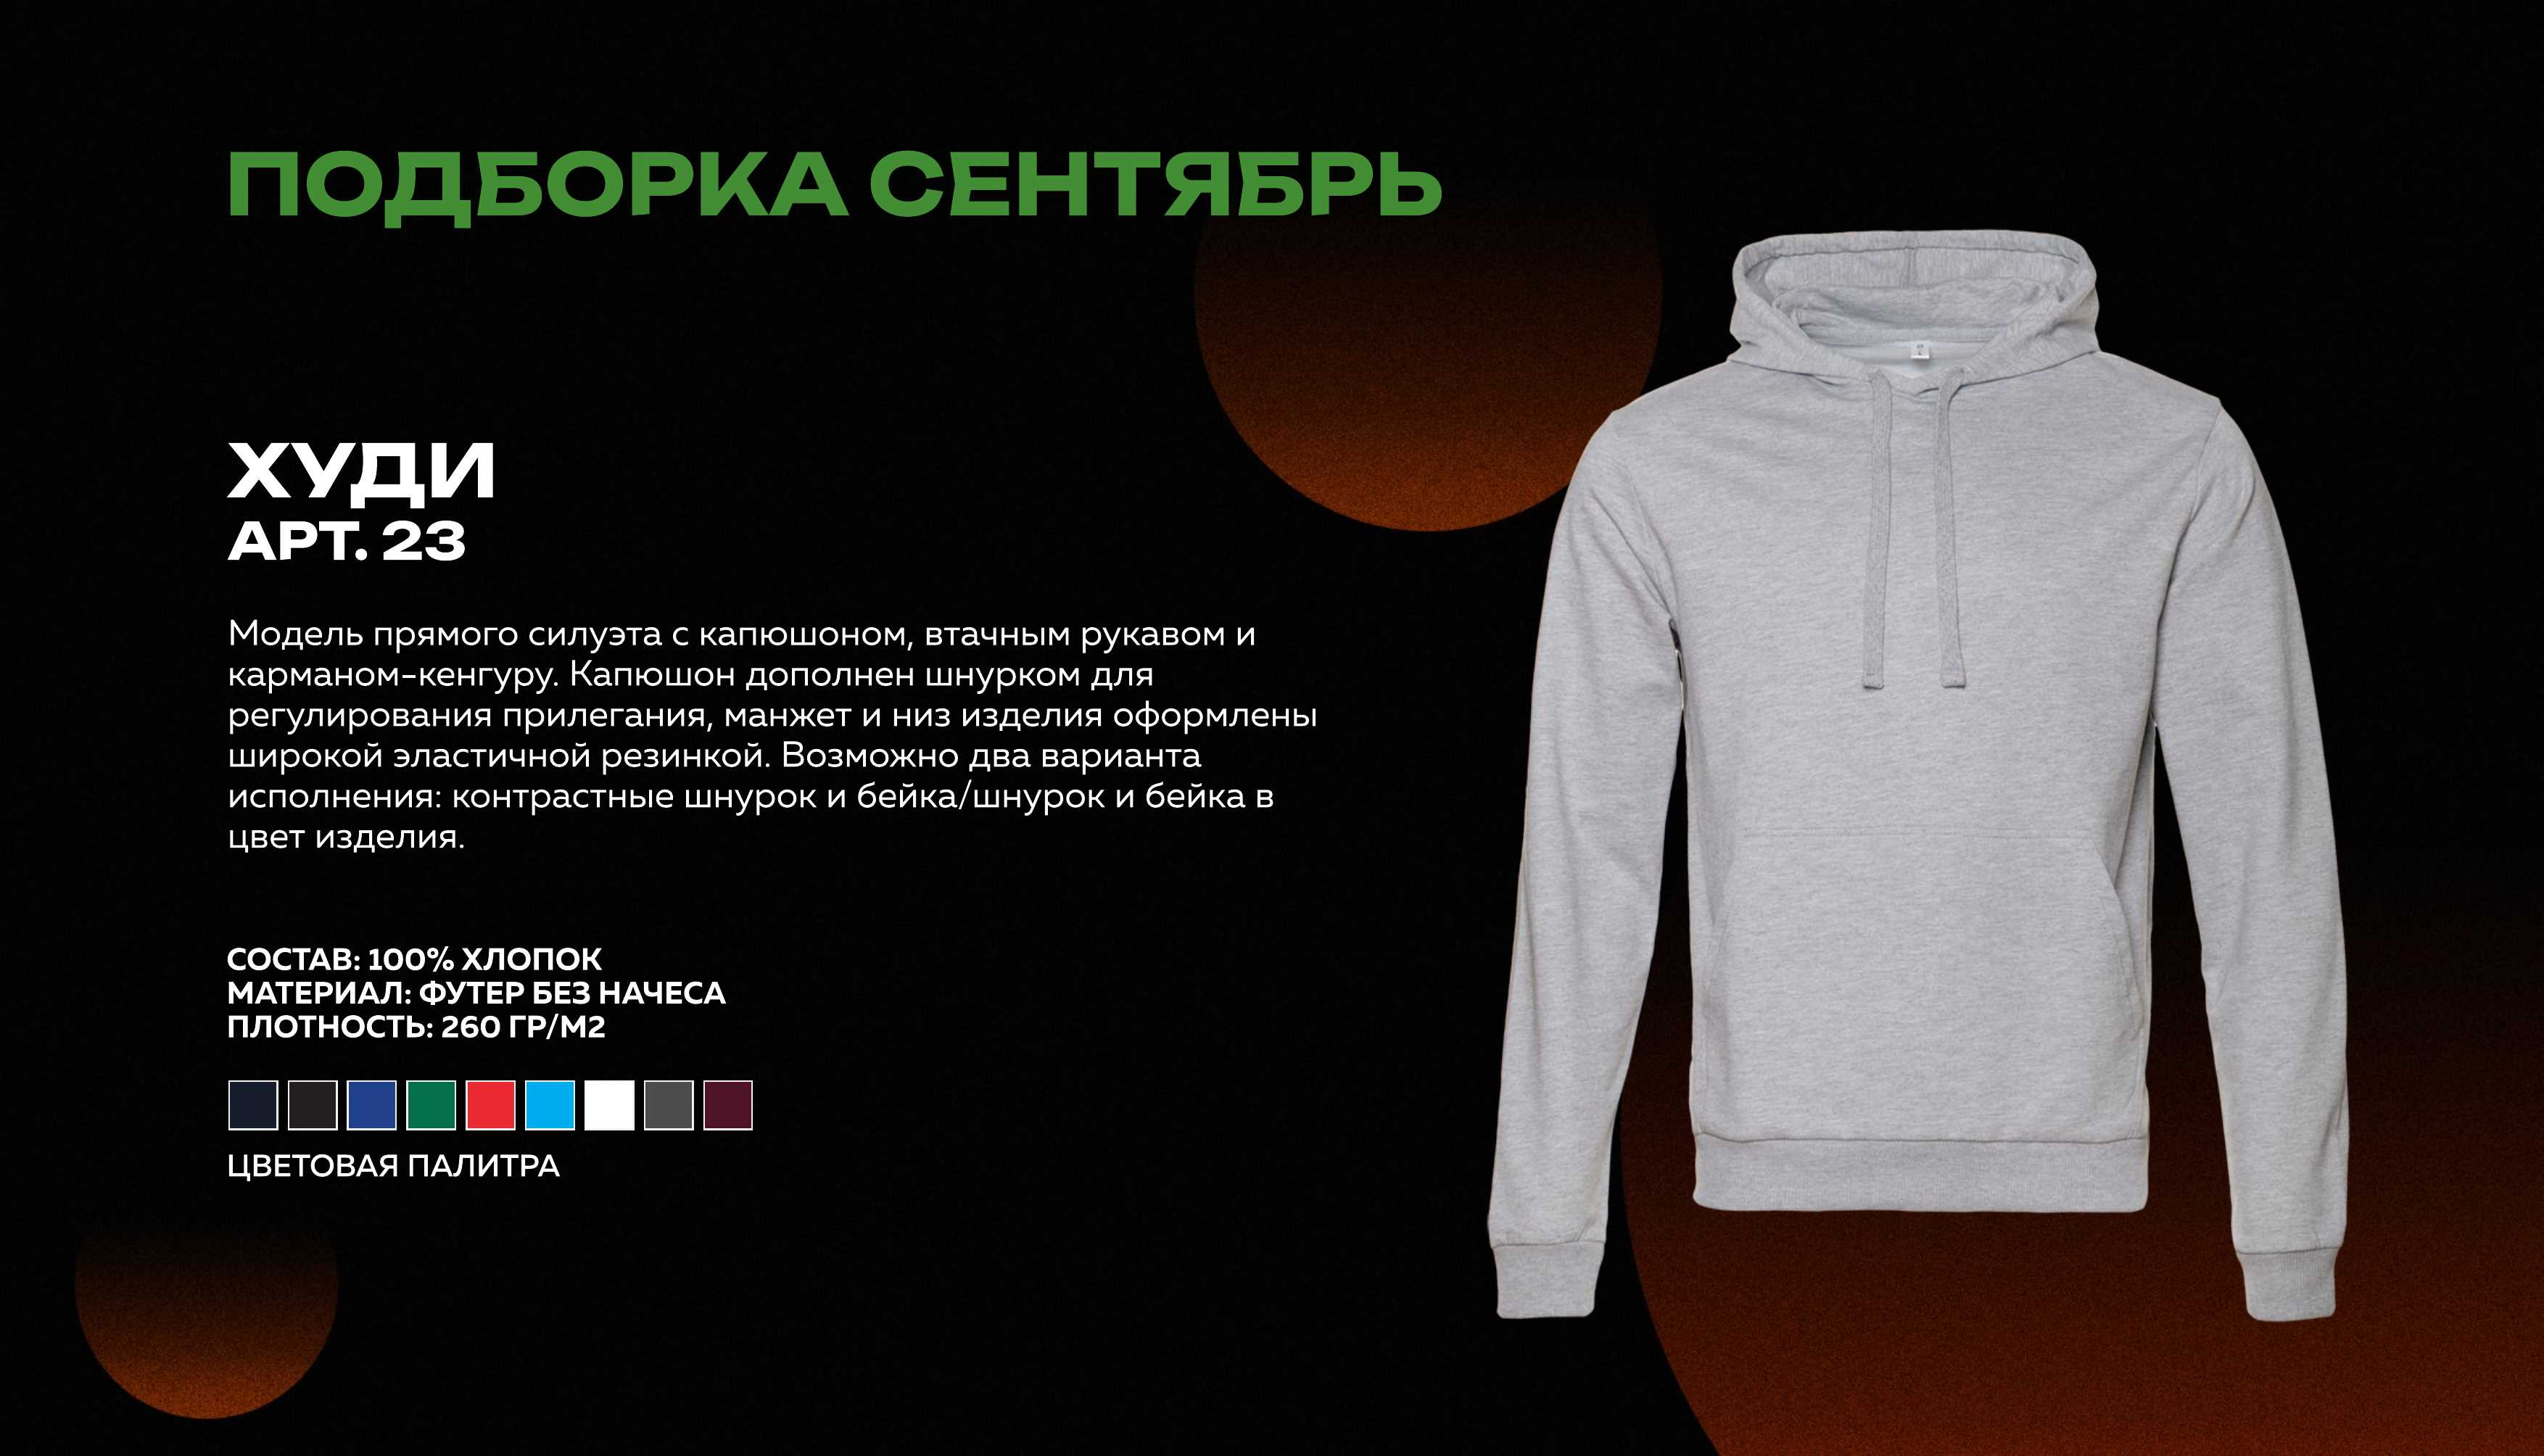 ПОДБОРКА СЕНТЯБРЬ
ХУДИ
АРТ. 23
Модель прямого силуэта с капюшоном, втачным рукавом и
карманом-кенгуру. Капюшон дополнен шнурком для
регулирования прилегания, манжет и низ изделия оформлены
широкой эластичной резинкой. Возможно два варианта
исполнения: контрастные шнурок и бейка/шнурок и бейка в
цвет изделия.
СОСТАВ: 100% ХЛОПОК
МАТЕРИАЛ: ФУТЕР БЕЗ НАЧЕСА
ПЛОТНОСТЬ: 260 ГР/М2
ЦВЕТОВАЯ ПАЛИТРА